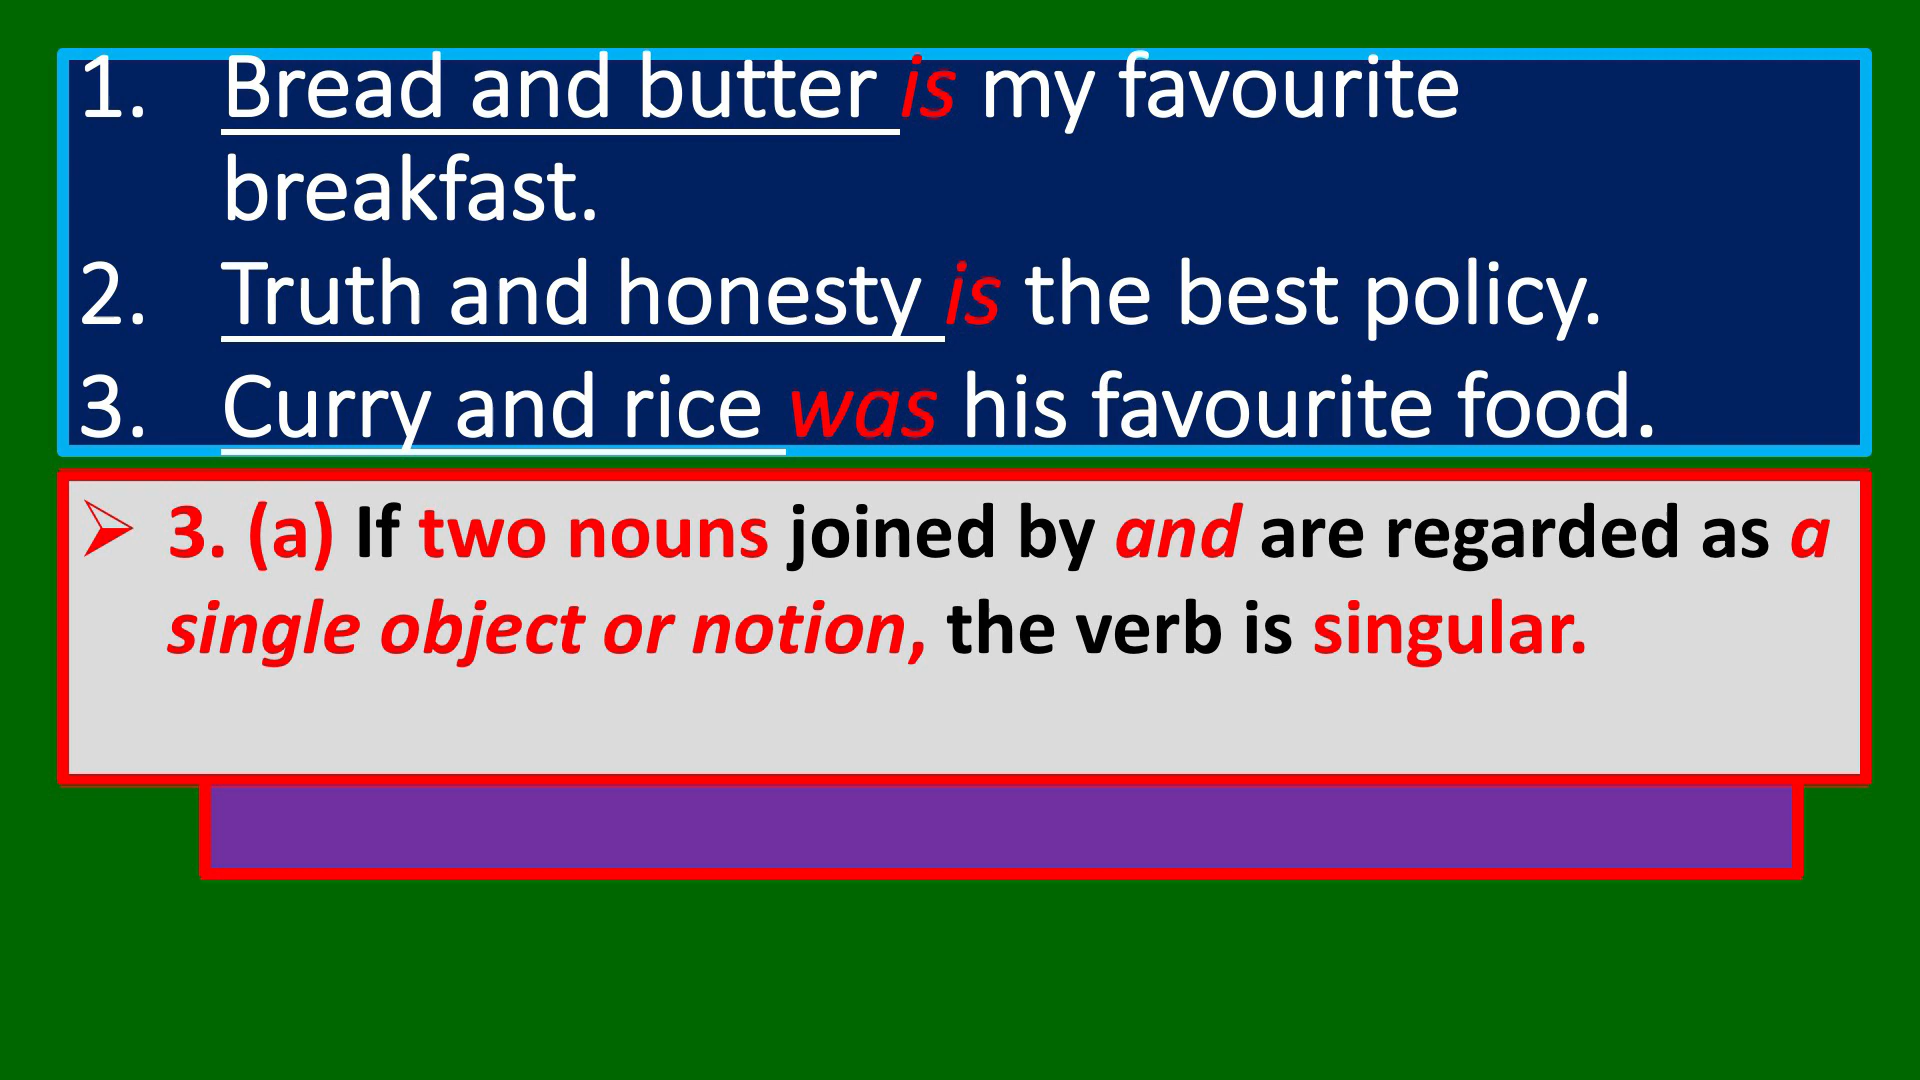 1. Bread and butter is my favourite
breakfast.
2. Truth and honesty is the best policy.
3. Curry and rice was his favourite food.
3. (a) If two nouns joined by and are regarded as a
single object or notion, the verb is singular.